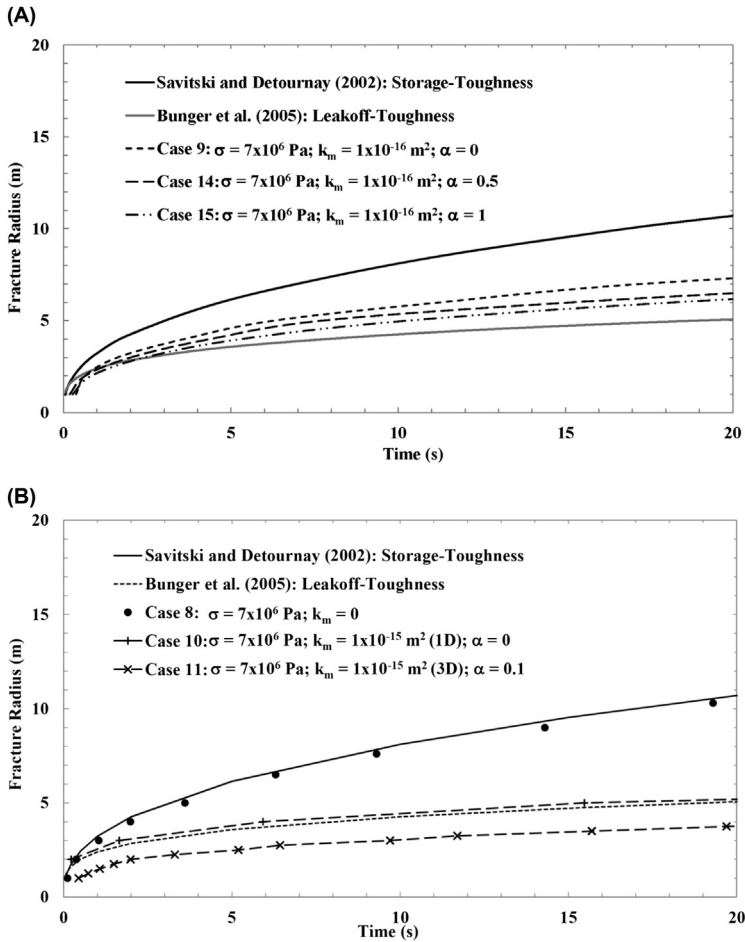 (A)
20
15
10
5
0
Fracture Radius (m)
Savitski and Detournay (2002): Storage-Toughness
Bunger et al. (2005): Leakoff-Toughness
Case 9: σ = 7x10⁶ Pa; kₘ = 1x10⁻¹⁶ m²; α = 0
Case 14: σ = 7x10⁶ Pa; kₘ = 1x10⁻¹⁶ m²; α = 0.5
Case 15: σ = 7x10⁶ Pa; kₘ = 1x10⁻¹⁶ m²; α = 1
0 5 10 15 20
Time (s)
(B)
20
15
10
5
0
Fracture Radius (m)
Savitski and Detournay (2002): Storage-Toughness
Bunger et al. (2005): Leakoff-Toughness
Case 8: σ = 7x10⁶ Pa; kₘ = 0
Case 10: σ = 7x10⁶ Pa; kₘ = 1x10⁻¹⁵ m² (1D); α = 0
Case 11: σ = 7x10⁶ Pa; kₘ = 1x10⁻¹⁵ m² (3D); α = 0.1
0 5 10 15 20
Time (s)